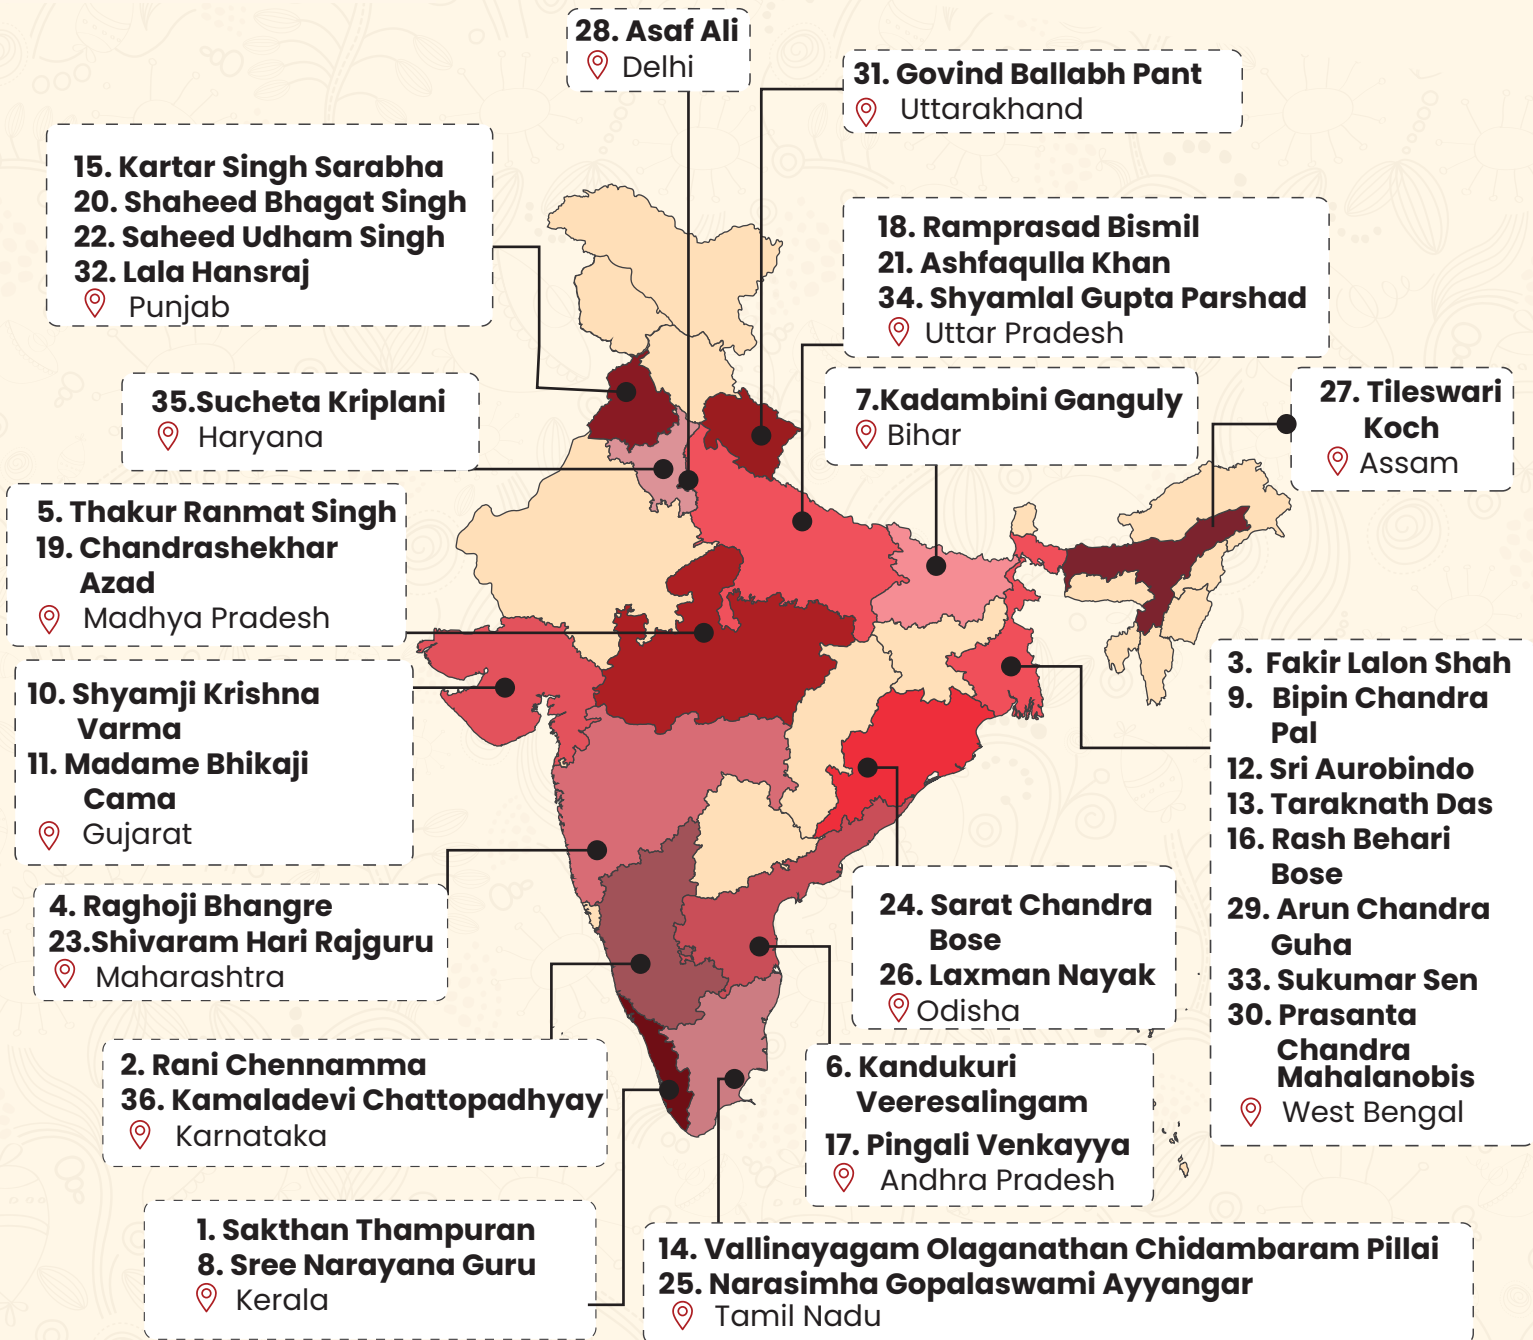 28. Asaf Ali
Delhi
31. Govind Ballabh Pant
Uttarakhand
15. Kartar Singh Sarabha
20. Shaheed Bhagat Singh
22. Saheed Udham Singh
32. Lala Hansraj
Punjab
18. Ramprasad Bismil
21. Ashfaqulla Khan
34. Shyamlal Gupta Parshad
Uttar Pradesh
35.Sucheta Kriplani
Haryana
7.Kadambini Ganguly
Bihar
27. Tileswari
Koch
Assam
5. Thakur Ranmat Singh
19. Chandrashekhar
Azad
Madhya Pradesh
10. Shyamji Krishna
Varma
11. Madame Bhikaji
Cama
Gujarat
3. Fakir Lalon Shah
9. Bipin Chandra
Pal
12. Sri Aurobindo
13. Taraknath Das
16. Rash Behari
Bose
29. Arun Chandra
Guha
33. Sukumar Sen
30. Prasanta
Chandra
Mahalanobis
West Bengal
4. Raghoji Bhangre
23.Shivaram Hari Rajguru
Maharashtra
24. Sarat Chandra
Bose
26. Laxman Nayak
Odisha
2. Rani Chennamma
36. Kamaladevi Chattopadhyay
Karnataka
6. Kandukuri
Veeresalingam
17. Pingali Venkayya
Andhra Pradesh
1. Sakthan Thampuran
8. Sree Narayana Guru
Kerala
14. Vallinayagam Olaganathan Chidambaram Pillai
25. Narasimha Gopalaswami Ayyangar
Tamil Nadu